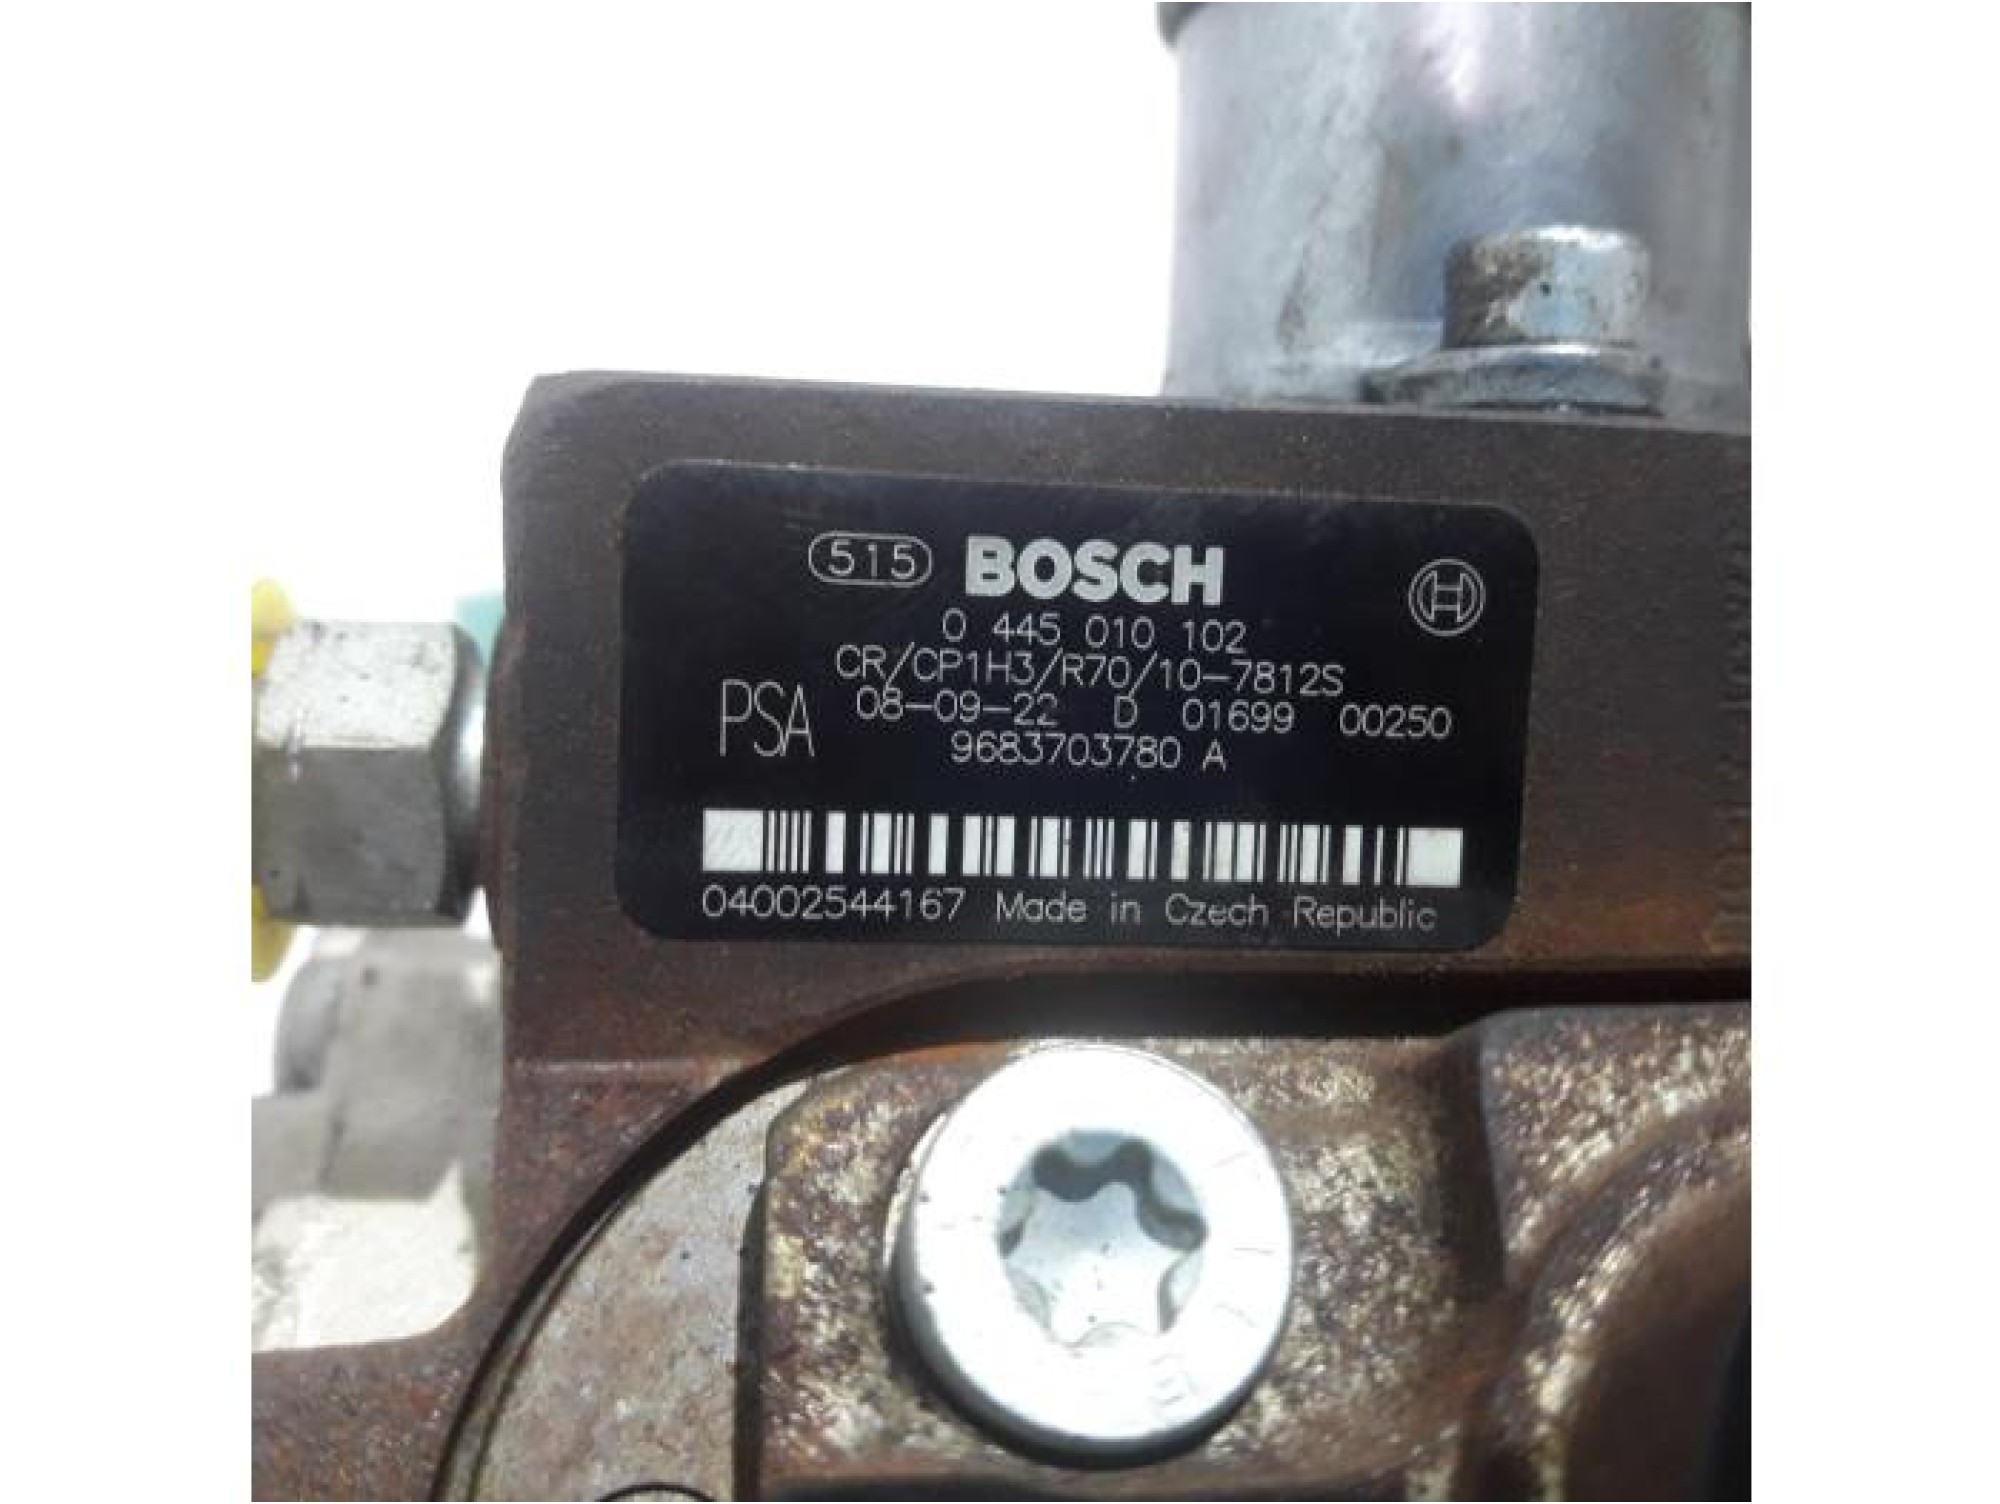 515 BOSCH
0 445 010 102
CR/CP1H3/R70/10-7812S
PSA 08-09-22 D 01699 00250
9683703780 A
04002544167 Made in Czech Republic